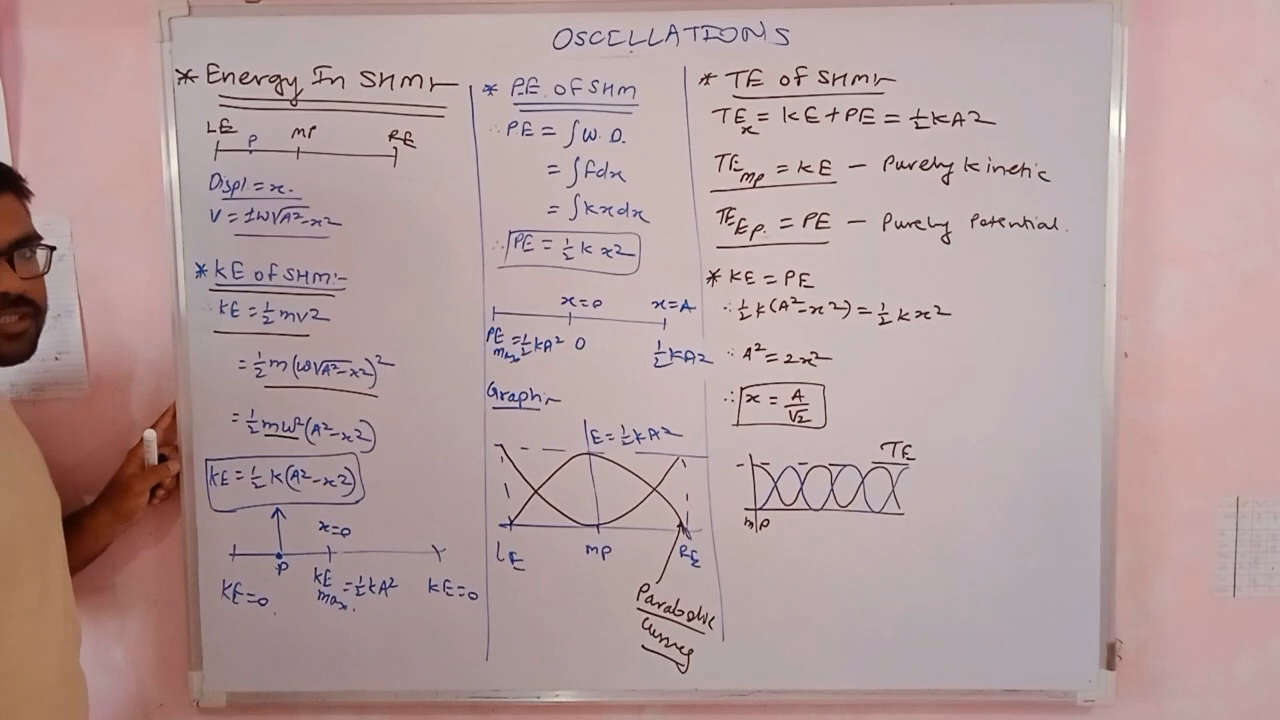 OSCELLATIONS
* Energy In SHM:-
LE P MP RE
Displ = x.
V = ±ω√A²-x²
* KE of SHM:-
∴ KE = ½mv²
= ½m(ω√A²-x²)²
= ½mω²(A²-x²)
KE = ½k(A²-x²)
x=0
P
KE=0 KE max. = ½kA² KE=0
* P.E. OF SHM
∴ PE = ∫W.D.
= ∫Fdx
= ∫kxdx
∴ PE = ½kx²
x=0 x=A
PE max = ½kA² 0 ½kA²
Graph:-
E = ½kA²
LE MP RE
Parabolic
Curves
* TE of SHM:-
TEx = KE+PE = ½kA²
TEmp = KE – Purely Kinetic
TEEp. = PE – Purely Potential.
* KE = PE
∴ ½k(A²-x²) = ½kx²
∴ A² = 2x²
∴ x = A/√2
TE
MP